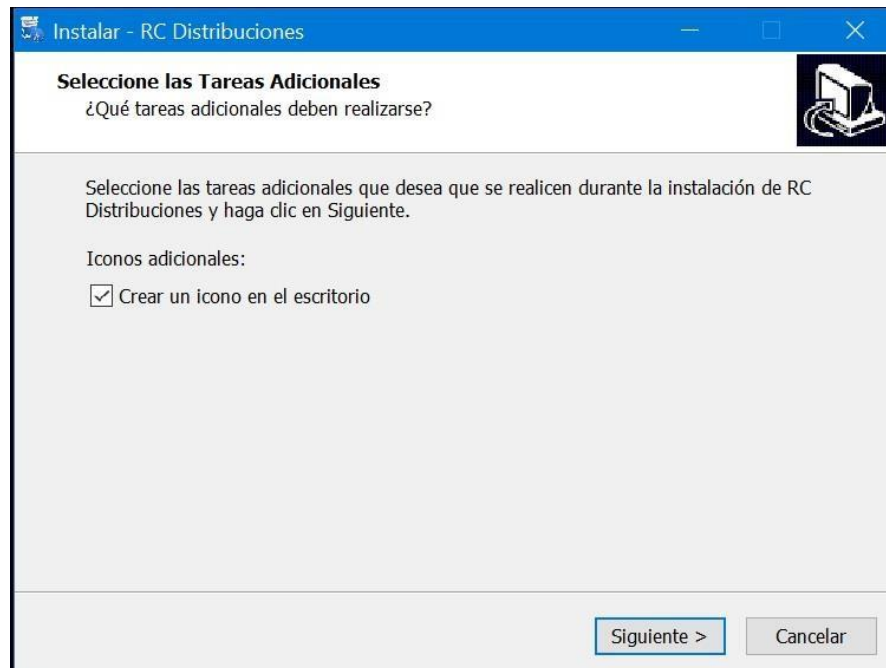 Instalar - RC Distribuciones
Seleccione las Tareas Adicionales
¿Qué tareas adicionales deben realizarse?
Seleccione las tareas adicionales que desea que se realicen durante la instalación de RC
Distribuciones y haga clic en Siguiente.
Iconos adicionales:
Crear un icono en el escritorio
Siguiente >
Cancelar